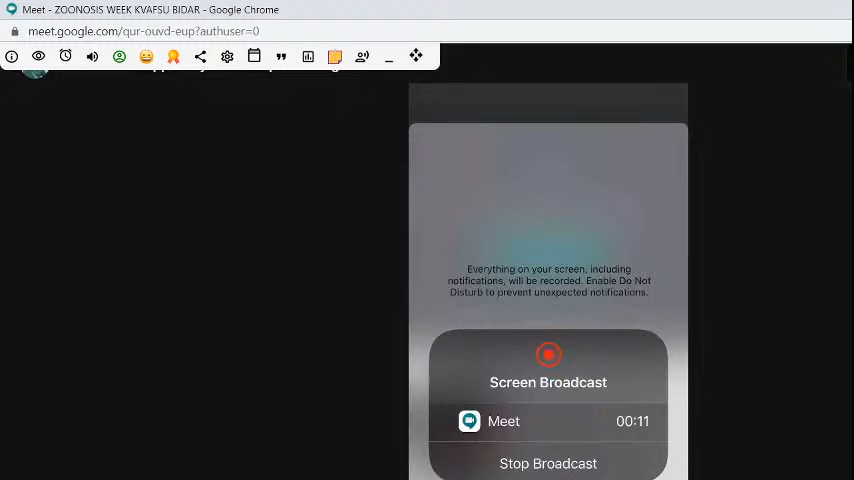 Meet - ZOONOSIS WEEK KVAFSU BIDAR - Google Chrome
meet.google.com/qur-ouvd-eup?authuser=0
Everything on your screen, including
notifications, will be recorded. Enable Do Not
Disturb to prevent unexpected notifications.
Screen Broadcast
Meet 00:11
Stop Broadcast